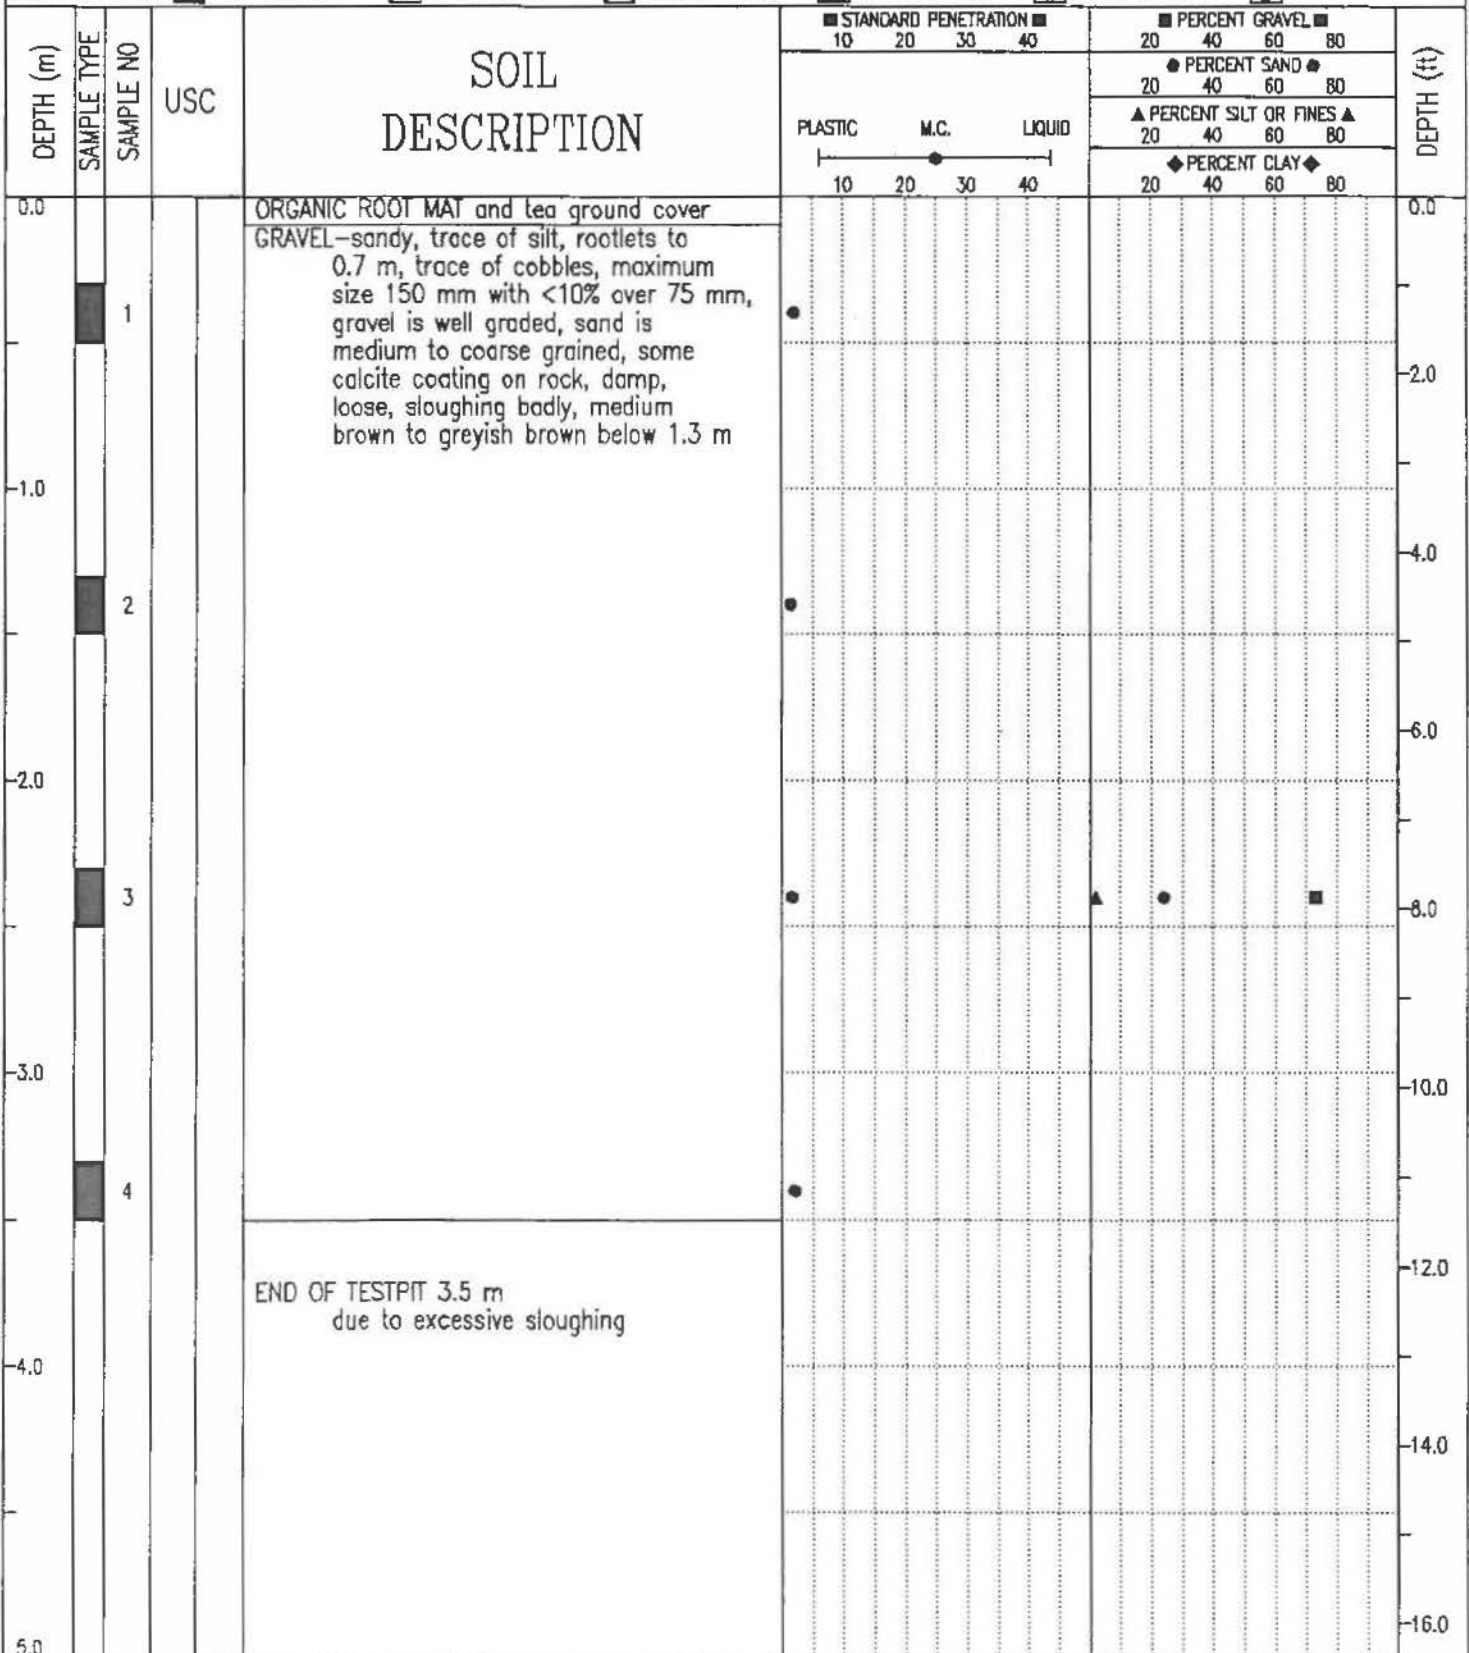 DEPTH (m)
SAMPLE TYPE
SAMPLE NO
USC
SOIL
DESCRIPTION
■ STANDARD PENETRATION ■
10 20 30 40
PLASTIC M.C. LIQUID
10 20 30 40
■ PERCENT GRAVEL ■
20 40 60 80
● PERCENT SAND ●
20 40 60 80
▲ PERCENT SILT OR FINES ▲
20 40 60 80
◆ PERCENT CLAY ◆
20 40 60 80
DEPTH (ft)
0.0
ORGANIC ROOT MAT and tea ground cover
0.0
GRAVEL-sandy, trace of silt, rootlets to
0.7 m, trace of cobbles, maximum
size 150 mm with <10% over 75 mm,
1
gravel is well graded, sand is
medium to coarse grained, some
calcite coating on rock, damp,
2.0
loose, sloughing badly, medium
brown to greyish brown below 1.3 m
1.0
4.0
2
6.0
2.0
3
8.0
3.0
10.0
4
12.0
END OF TESTPIT 3.5 m
due to excessive sloughing
4.0
14.0
16.0
5.0